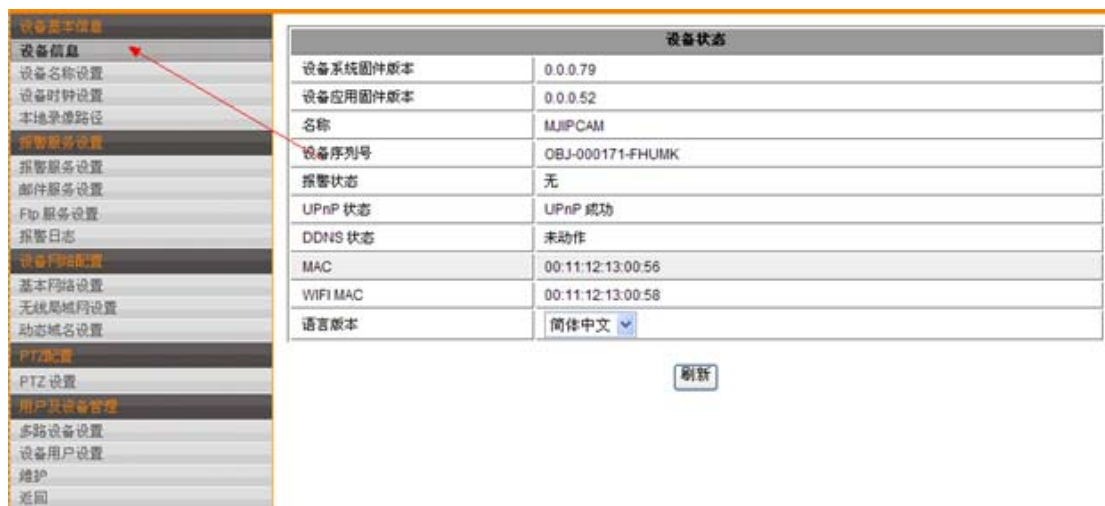 设备基本信息
设备信息
设备名称设置
设备时钟设置
本地录像路径
报警服务设置
报警服务设置
邮件服务设置
Ftp 服务设置
报警日志
设备网络配置
基本网络设置
无线局域网设置
动态域名设置
PTZ配置
PTZ 设置
用户及设备管理
多路设备设置
设备用户设置
维护
返回
设备状态
设备系统固件版本 0.0.0.79
设备应用固件版本 0.0.0.52
名称 MJIPCAM
设备序列号 OBJ-000171-FHUMK
报警状态 无
UPnP 状态 UPnP 成功
DDNS 状态 未动作
MAC 00:11:12:13:00:56
WIFI MAC 00:11:12:13:00:58
语言版本 简体中文
刷新